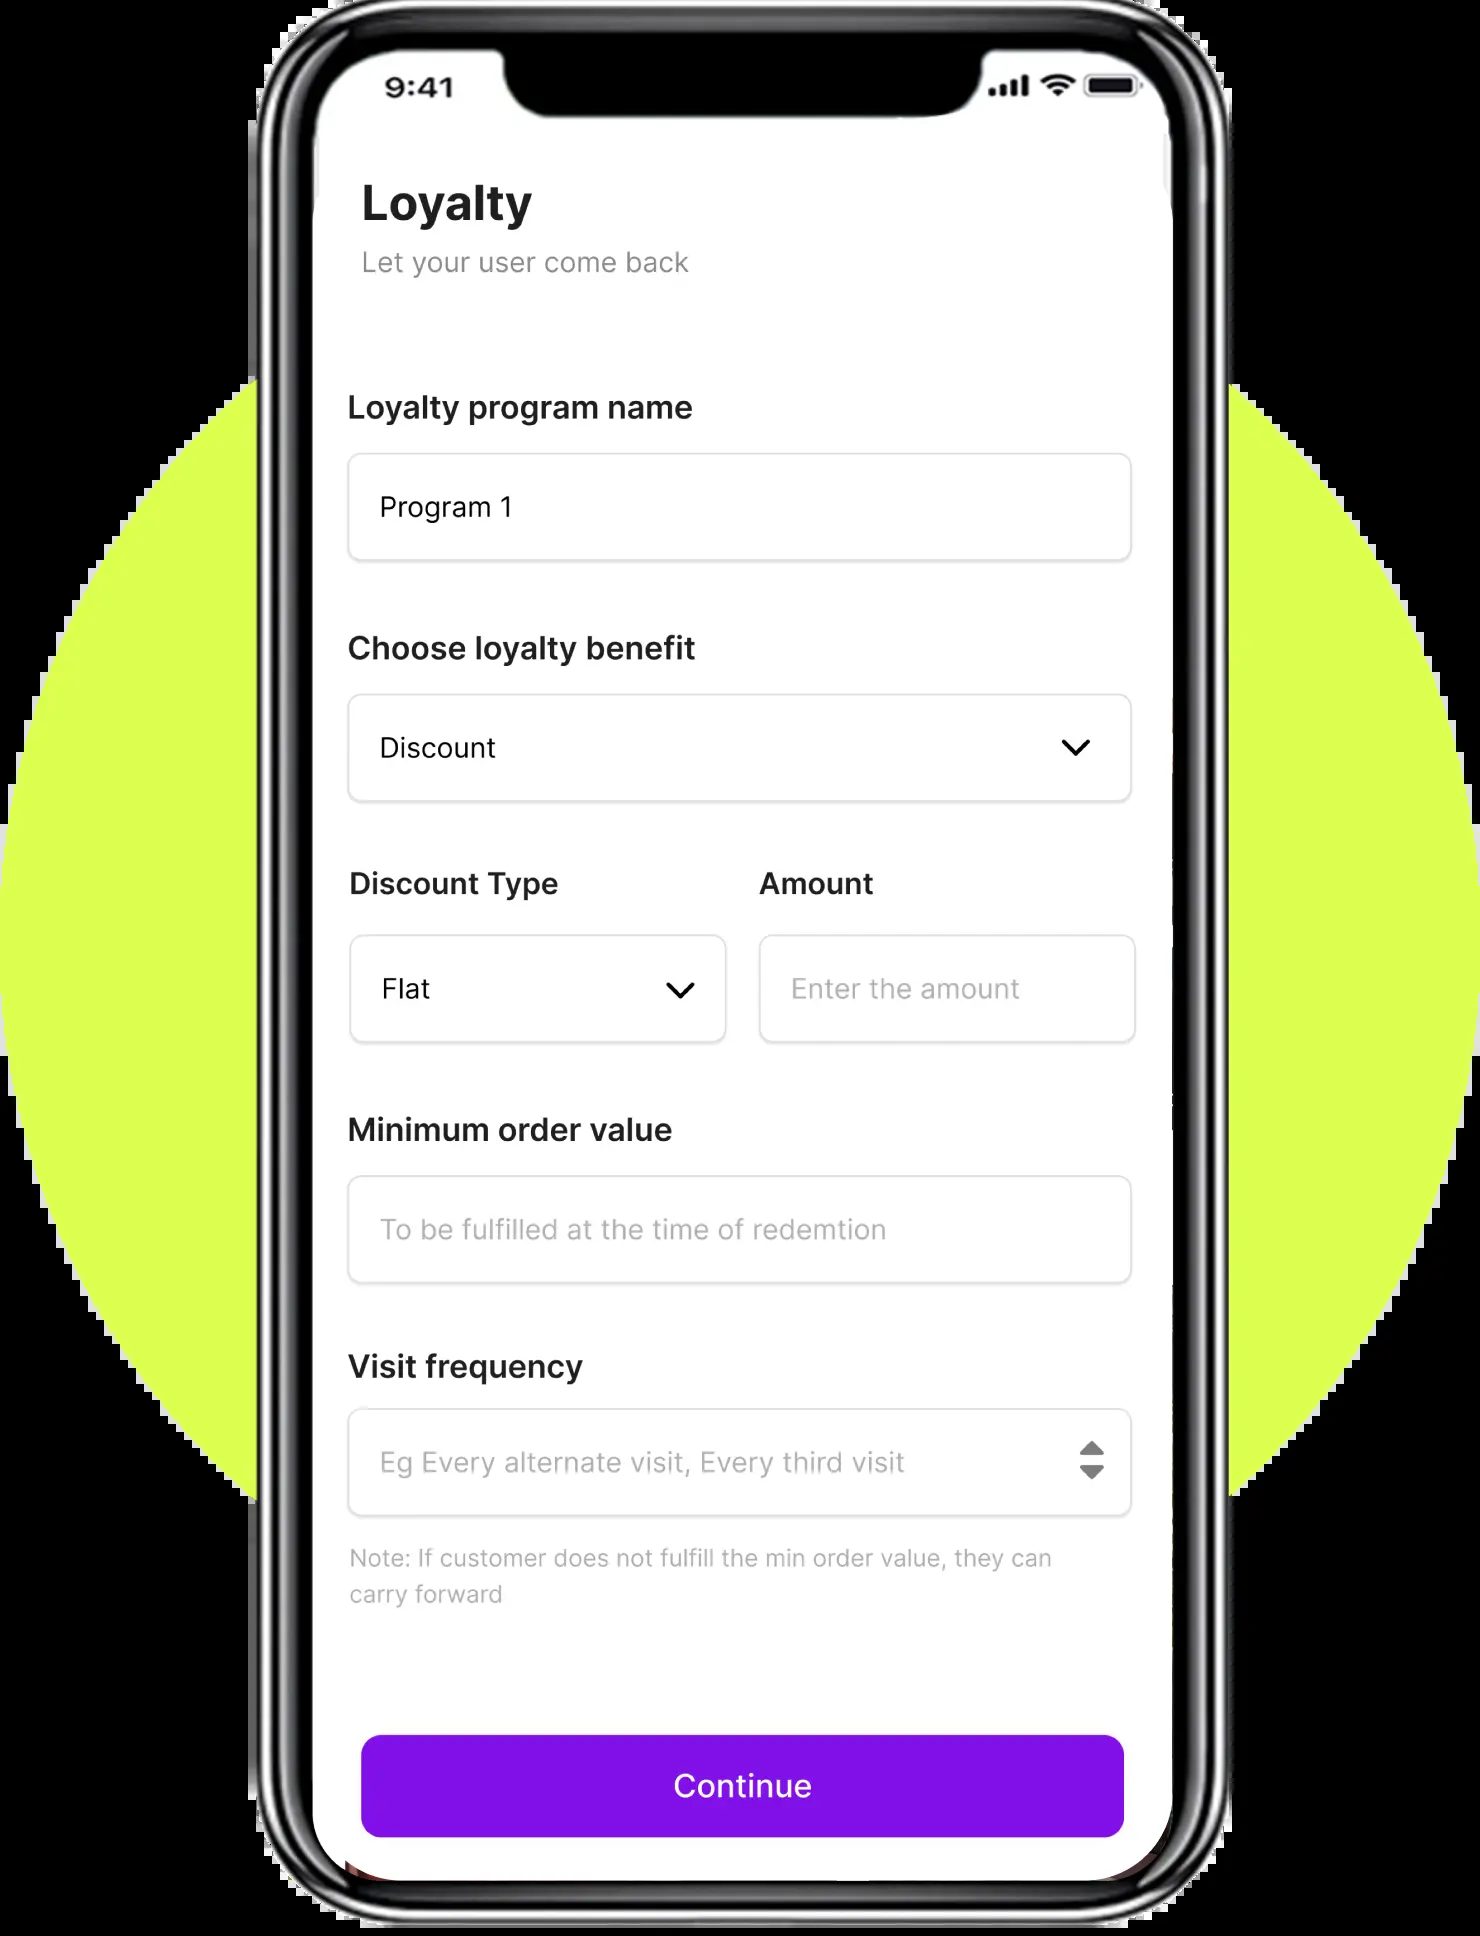 9:41
Loyalty
Let your user come back
Loyalty program name
Program 1
Choose loyalty benefit
Discount
Discount Type
Amount
Flat
Enter the amount
Minimum order value
To be fulfilled at the time of redemtion
Visit frequency
Eg Every alternate visit, Every third visit
Note: If customer does not fulfill the min order value, they can
carry forward
Continue